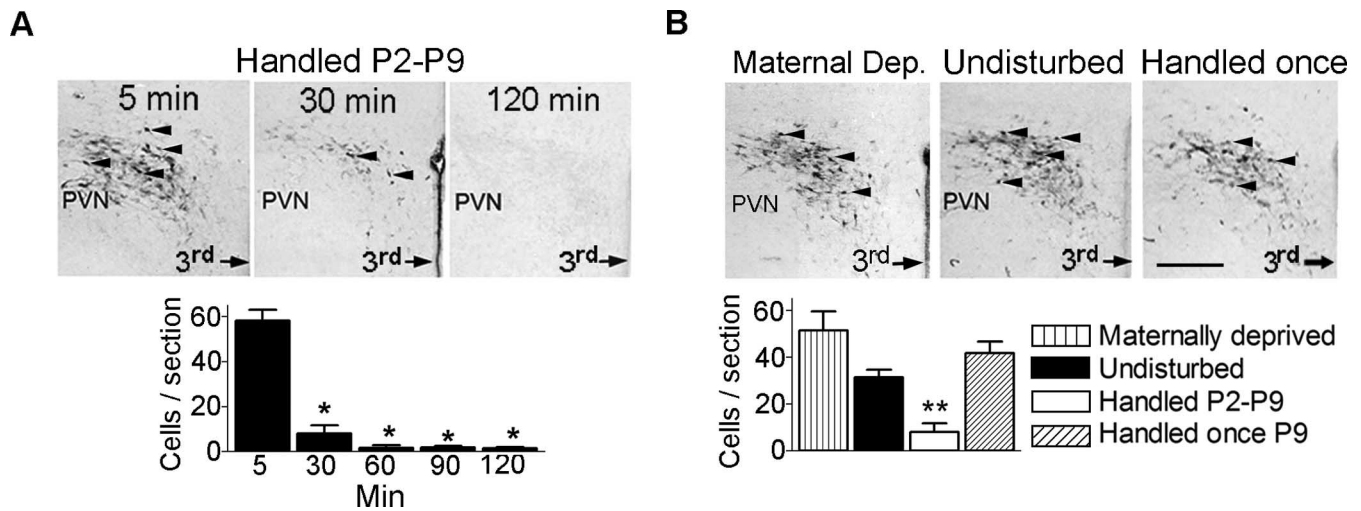 A
Handled P2-P9
5 min
30 min
120 min
PVN
PVN
PVN
3rd
3rd
3rd
Cells / section
60
40
20
0
*
*
*
*
5
30
60
90
120
Min
B
Maternal Dep.
Undisturbed
Handled once
PVN
PVN
3rd
3rd
3rd
Cells / section
60
40
20
0
**
Maternally deprived
Undisturbed
Handled P2-P9
Handled once P9